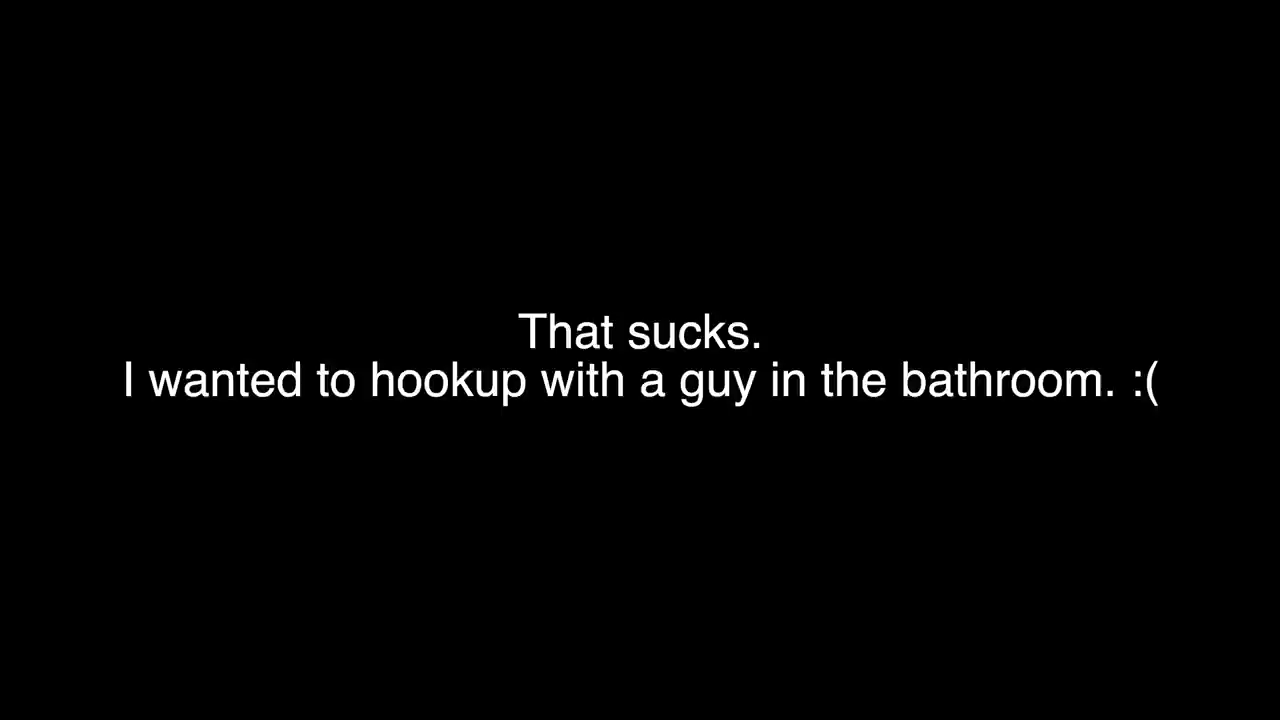 That sucks.
I wanted to hookup with a guy in the bathroom. :(